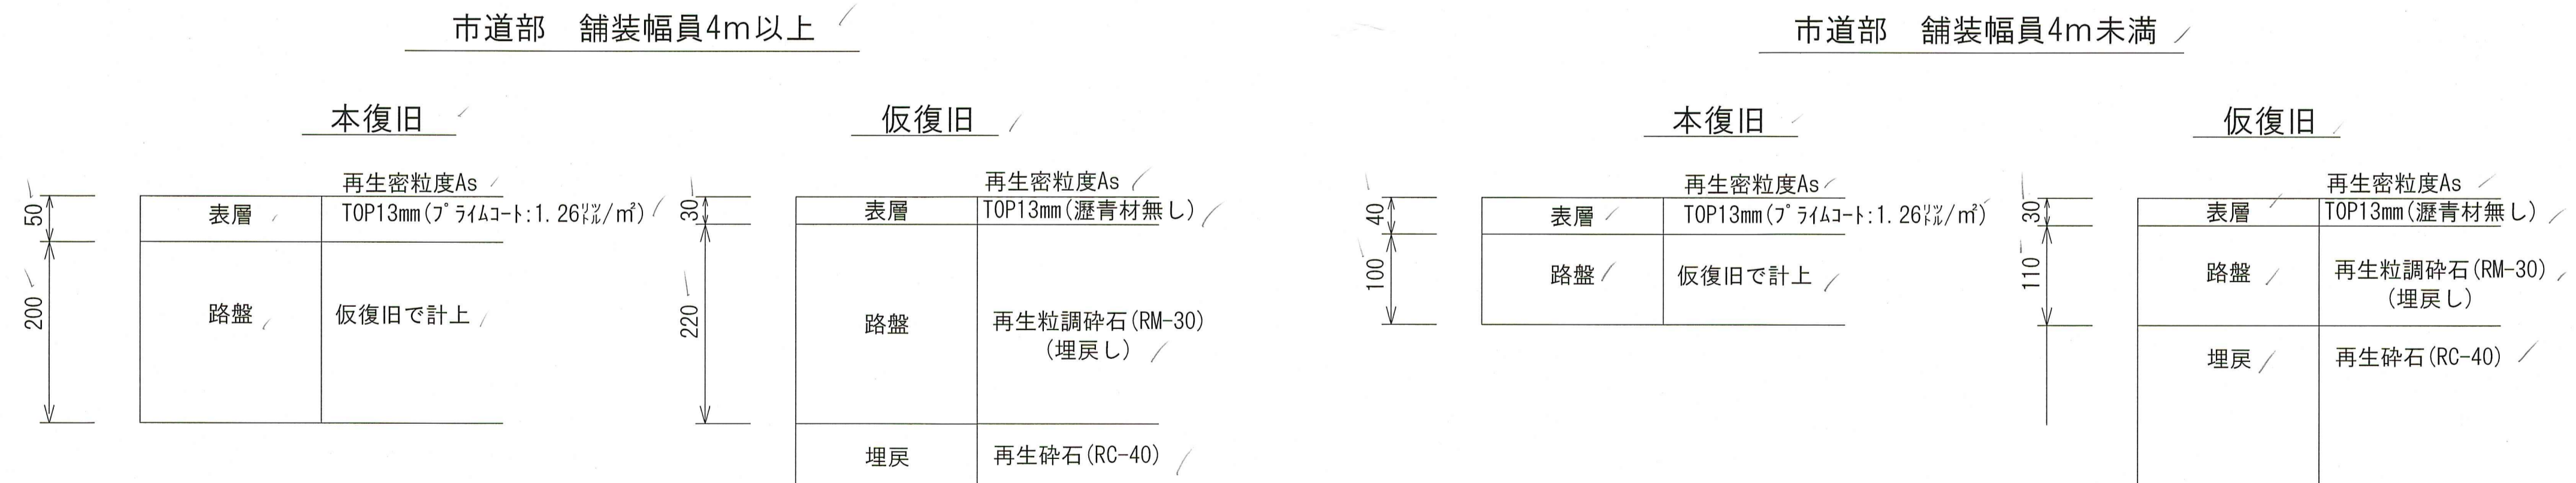 市道部　舗装幅員4m以上
本復旧
再生密粒度As
50
表層
TOP13mm(ﾌﾟﾗｲﾑｺｰﾄ:1.26㍑/㎡)
200
路盤
仮復旧で計上
仮復旧
再生密粒度As
30
表層
TOP13mm(瀝青材無し)
220
路盤
再生粒調砕石(RM-30)
(埋戻し)
埋戻
再生砕石(RC-40)
市道部　舗装幅員4m未満
本復旧
再生密粒度As
40
表層
TOP13mm(ﾌﾟﾗｲﾑｺｰﾄ:1.26㍑/㎡)
100
路盤
仮復旧で計上
仮復旧
再生密粒度As
30
表層
TOP13mm(瀝青材無し)
110
路盤
再生粒調砕石(RM-30)
(埋戻し)
埋戻
再生砕石(RC-40)